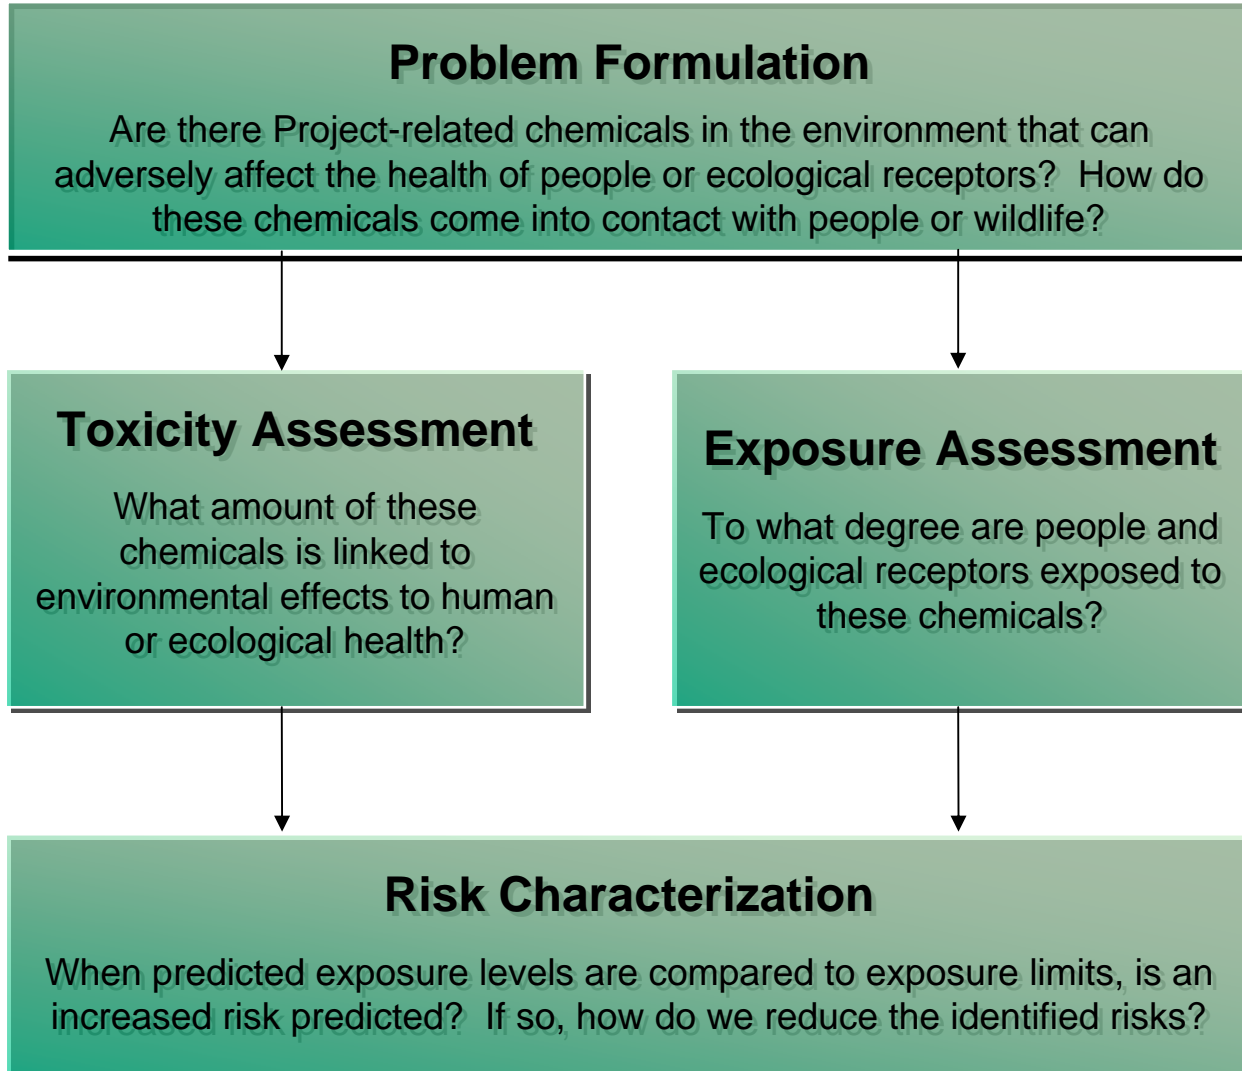 Problem Formulation
Are there Project-related chemicals in the environment that can
adversely affect the health of people or ecological receptors?  How do
these chemicals come into contact with people or wildlife?
Toxicity Assessment
What amount of these
chemicals is linked to
environmental effects to human
or ecological health?
Exposure Assessment
To what degree are people and
ecological receptors exposed to
these chemicals?
Risk Characterization
When predicted exposure levels are compared to exposure limits, is an
increased risk predicted?  If so, how do we reduce the identified risks?